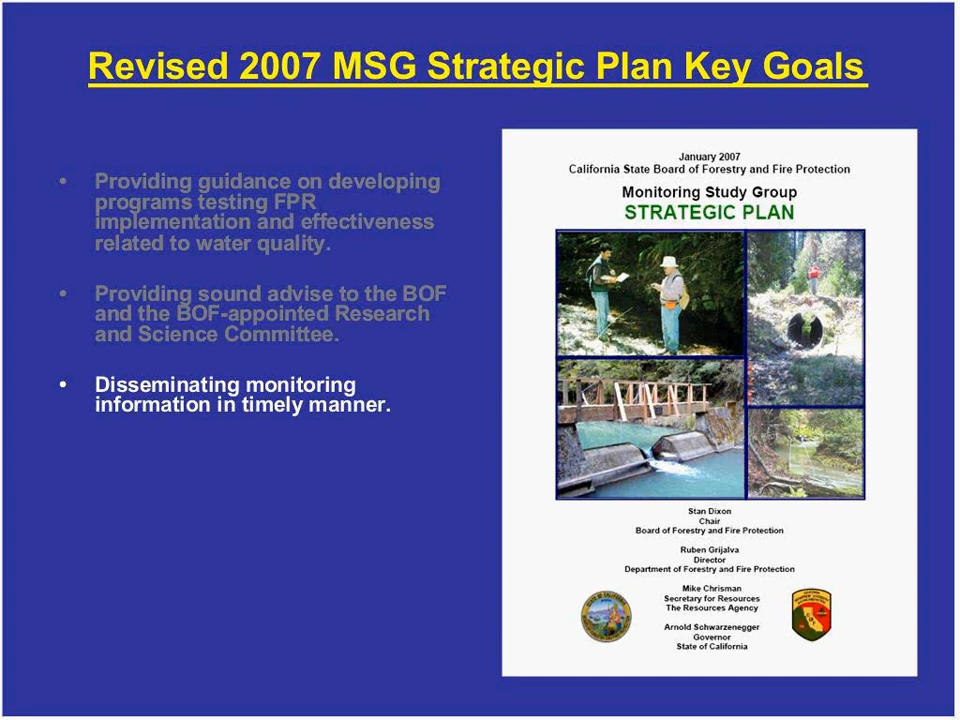 Revised 2007 MSG Strategic Plan Key Goals
• Providing guidance on developing
programs testing FPR
implementation and effectiveness
related to water quality.
• Providing sound advise to the BOF
and the BOF-appointed Research
and Science Committee.
• Disseminating monitoring
information in timely manner.
January 2007
California State Board of Forestry and Fire Protection
Monitoring Study Group
STRATEGIC PLAN
Stan Dixon
Chair
Board of Forestry and Fire Protection
Ruben Grijalva
Director
Department of Forestry and Fire Protection
Mike Chrisman
Secretary for Resources
The Resources Agency
Arnold Schwarzenegger
Governor
State of California